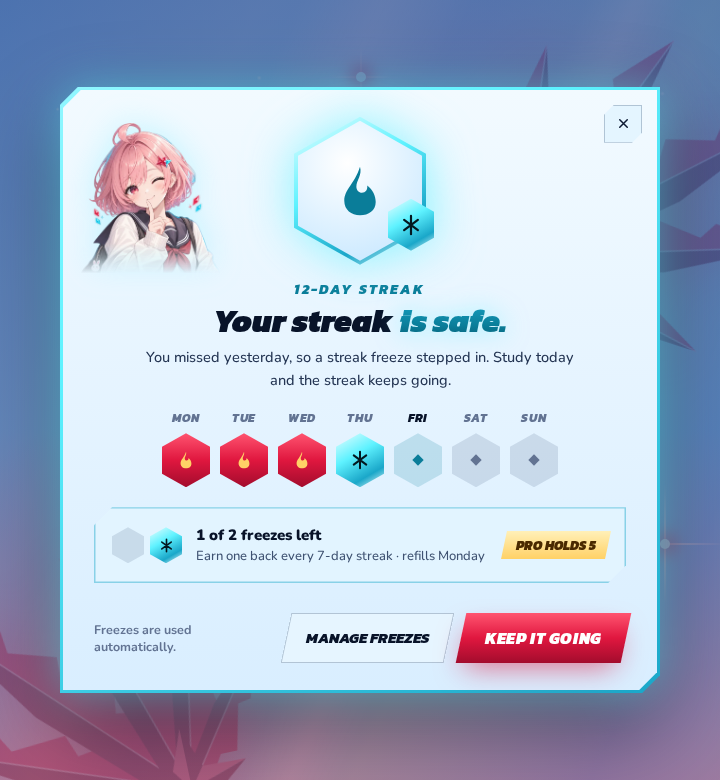 12-DAY STREAK
Your streak is safe.
You missed yesterday, so a streak freeze stepped in. Study today
and the streak keeps going.
MON TUE WED THU FRI SAT SUN
1 of 2 freezes left
Earn one back every 7-day streak · refills Monday
PRO HOLDS 5
Freezes are used
automatically.
MANAGE FREEZES
KEEP IT GOING